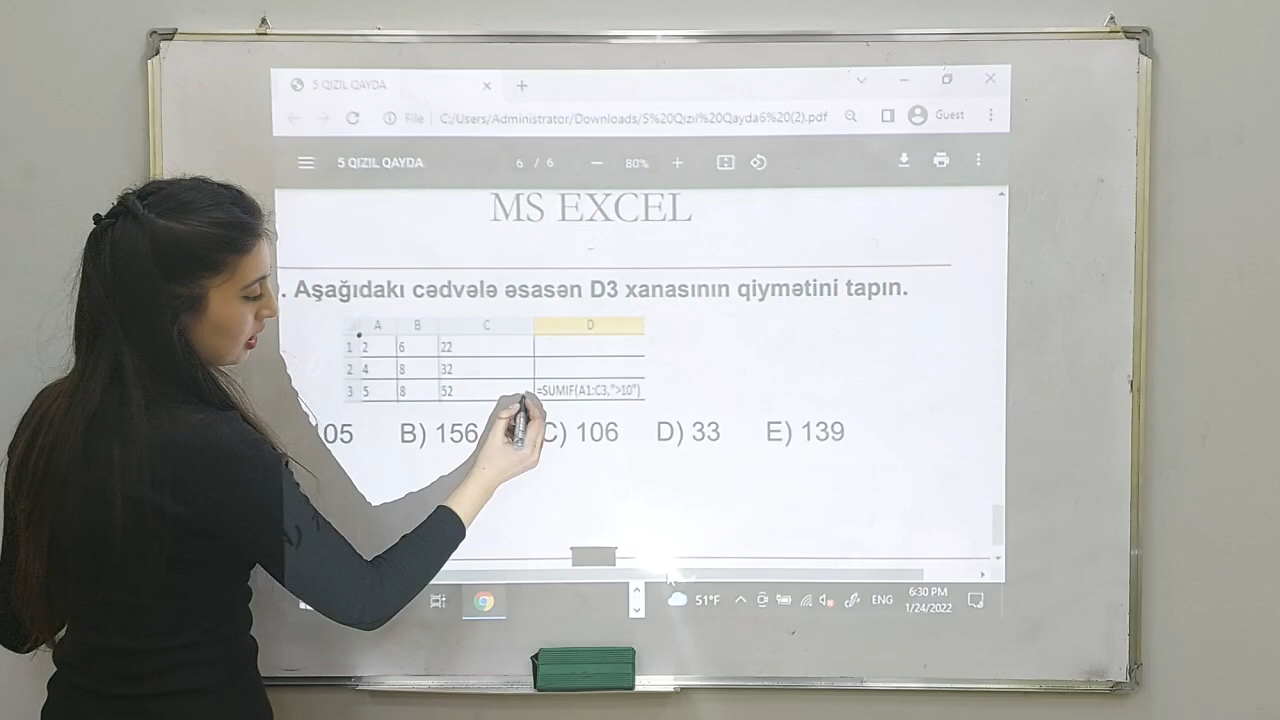 5 QIZIL QAYDA
File C:/Users/Administrator/Downloads/5%20Qızıl%20Qayda6%20(2).pdf Guest
5 QIZIL QAYDA 6 / 6 80%
MS EXCEL
. Aşağıdakı cədvələ əsasən D3 xanasının qiymətini tapın.
A B C D
1 2 6 22
2 4 8 32
3 5 8 52 =SUMIF(A1:C3,">10")
05 B) 156 C) 106 D) 33 E) 139
A)
51°F ENG 6:30 PM
1/24/2022